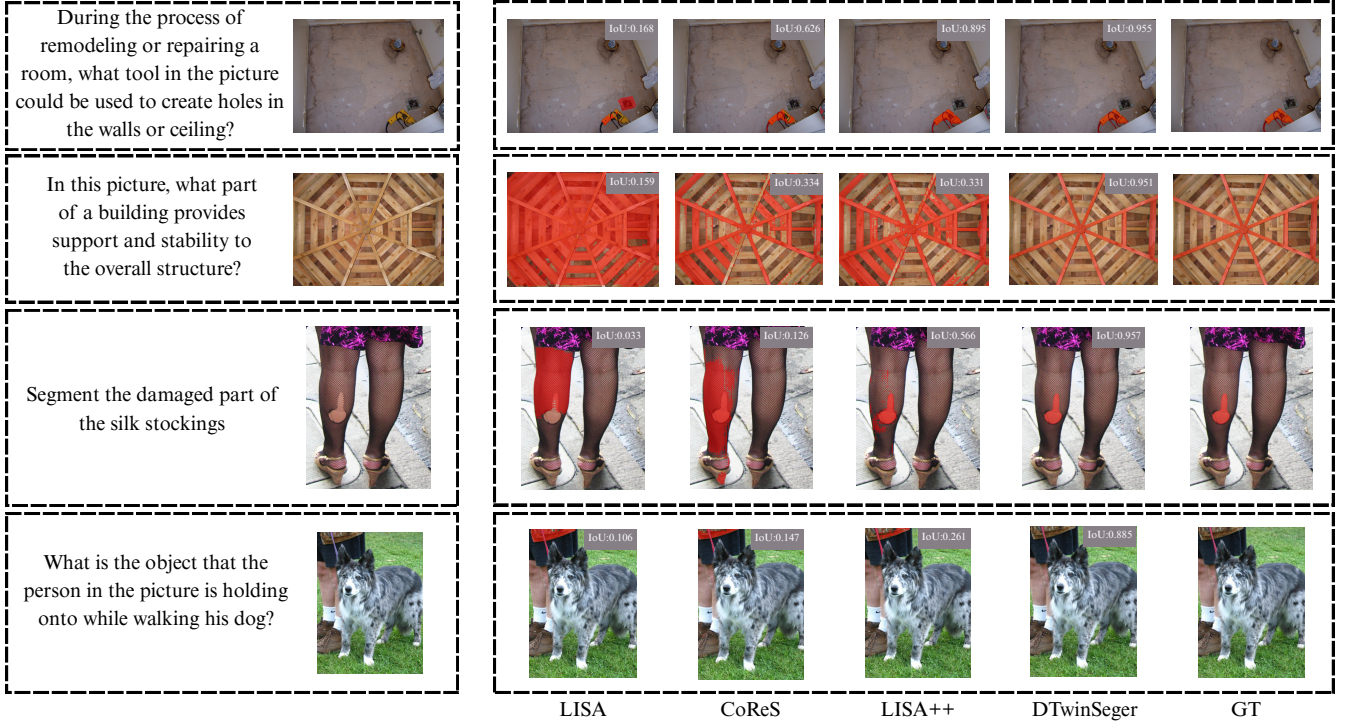 During the process of
remodeling or repairing a
room, what tool in the picture
could be used to create holes in
the walls or ceiling?
IoU:0.168
IoU:0.626
IoU:0.895
IoU:0.955
In this picture, what part
of a building provides
support and stability to
the overall structure?
IoU:0.159
IoU:0.334
IoU:0.331
IoU:0.951
Segment the damaged part of
the silk stockings
IoU:0.033
IoU:0.126
IoU:0.566
IoU:0.957
What is the object that the
person in the picture is holding
onto while walking his dog?
IoU:0.106
IoU:0.147
IoU:0.261
IoU:0.885
LISA
CoReS
LISA++
DTwinSeger
GT